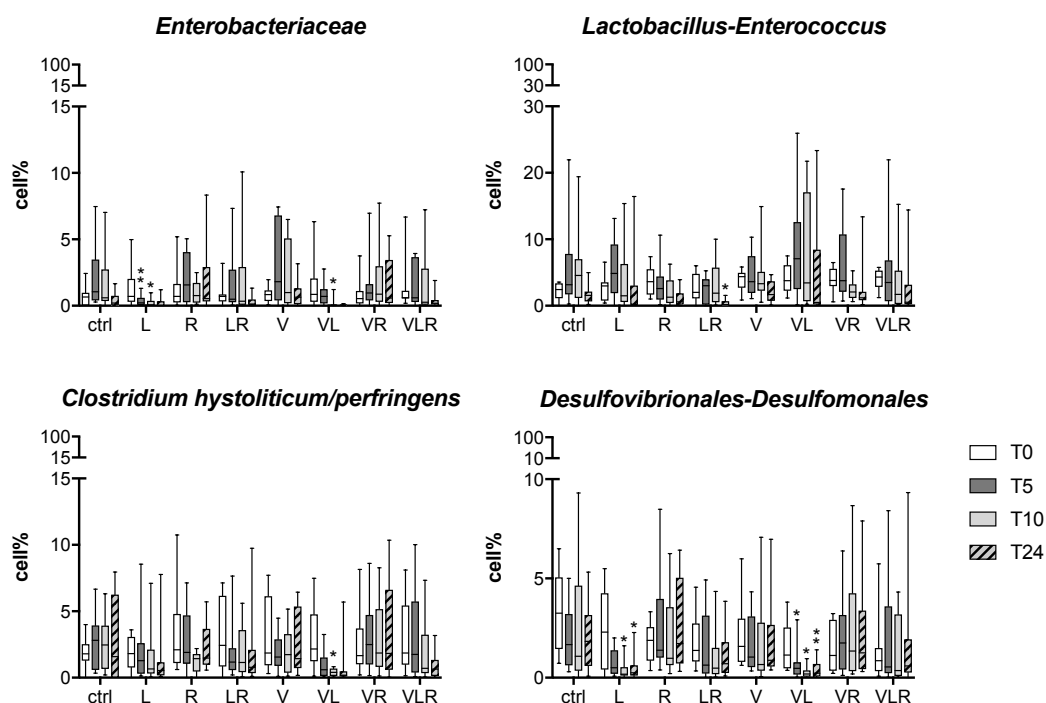 Enterobacteriaceae
Lactobacillus-Enterococcus
100
15
15
10
5
0
cell%
** * *
ctrl L R LR V VL VR VLR
100
30
30
20
10
0
cell%
*
ctrl L R LR V VL VR VLR
Clostridium hystoliticum/perfringens
Desulfovibrionales-Desulfomonales
100
15
15
10
5
0
cell%
*
ctrl L R LR V VL VR VLR
100
10
10
5
0
cell%
* * * * **
ctrl L R LR V VL VR VLR
T0
T5
T10
T24